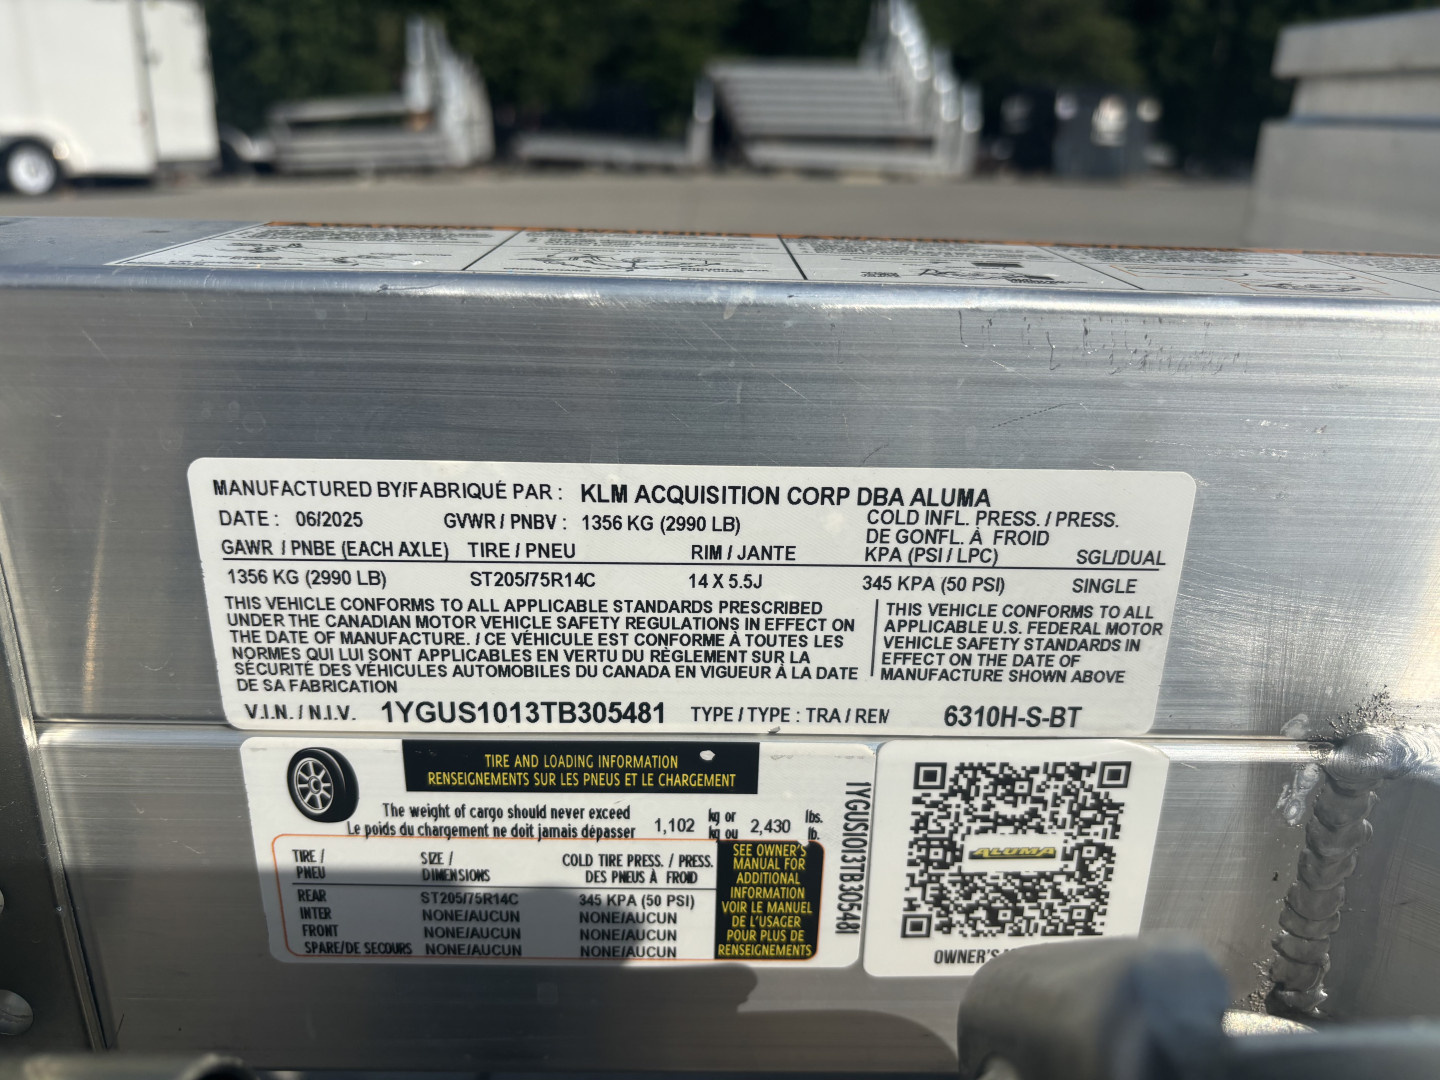 MANUFACTURED BY/FABRIQUÉ PAR : KLM ACQUISITION CORP DBA ALUMA
DATE : 06/2025 GVWR / PNBV : 1356 KG (2990 LB) COLD INFL. PRESS. / PRESS.
DE GONFL. À FROID
GAWR / PNBE (EACH AXLE) TIRE / PNEU RIM / JANTE KPA (PSI / LPC) SGL/DUAL
1356 KG (2990 LB) ST205/75R14C 14 X 5.5J 345 KPA (50 PSI) SINGLE
THIS VEHICLE CONFORMS TO ALL APPLICABLE STANDARDS PRESCRIBED
UNDER THE CANADIAN MOTOR VEHICLE SAFETY REGULATIONS IN EFFECT ON
THE DATE OF MANUFACTURE. / CE VÉHICULE EST CONFORME À TOUTES LES
NORMES QUI LUI SONT APPLICABLES EN VERTU DU RÈGLEMENT SUR LA
SÉCURITÉ DES VÉHICULES AUTOMOBILES DU CANADA EN VIGUEUR À LA DATE
DE SA FABRICATION
THIS VEHICLE CONFORMS TO ALL
APPLICABLE U.S. FEDERAL MOTOR
VEHICLE SAFETY STANDARDS IN
EFFECT ON THE DATE OF
MANUFACTURE SHOWN ABOVE
V.I.N. / N.I.V. 1YGUS1013TB305481 TYPE / TYPE : TRA / REM 6310H-S-BT
TIRE AND LOADING INFORMATION
RENSEIGNEMENTS SUR LES PNEUS ET LE CHARGEMENT
The weight of cargo should never exceed 1,102 kg or 2,430 lbs.
Le poids du chargement ne doit jamais dépasser kg ou lb.
TIRE / SIZE / COLD TIRE PRESS. / PRESS.
PNEU DIMENSIONS DES PNEUS À FROID
REAR ST205/75R14C 345 KPA (50 PSI)
INTER NONE/AUCUN NONE/AUCUN
FRONT NONE/AUCUN NONE/AUCUN
SPARE/DE SECOURS NONE/AUCUN NONE/AUCUN
SEE OWNER'S
MANUAL FOR
ADDITIONAL
INFORMATION
VOIR LE MANUEL
DE L'USAGER
POUR PLUS DE
RENSEIGNEMENTS
1YGUS1013TB305481
ALUMA
OWNER'S